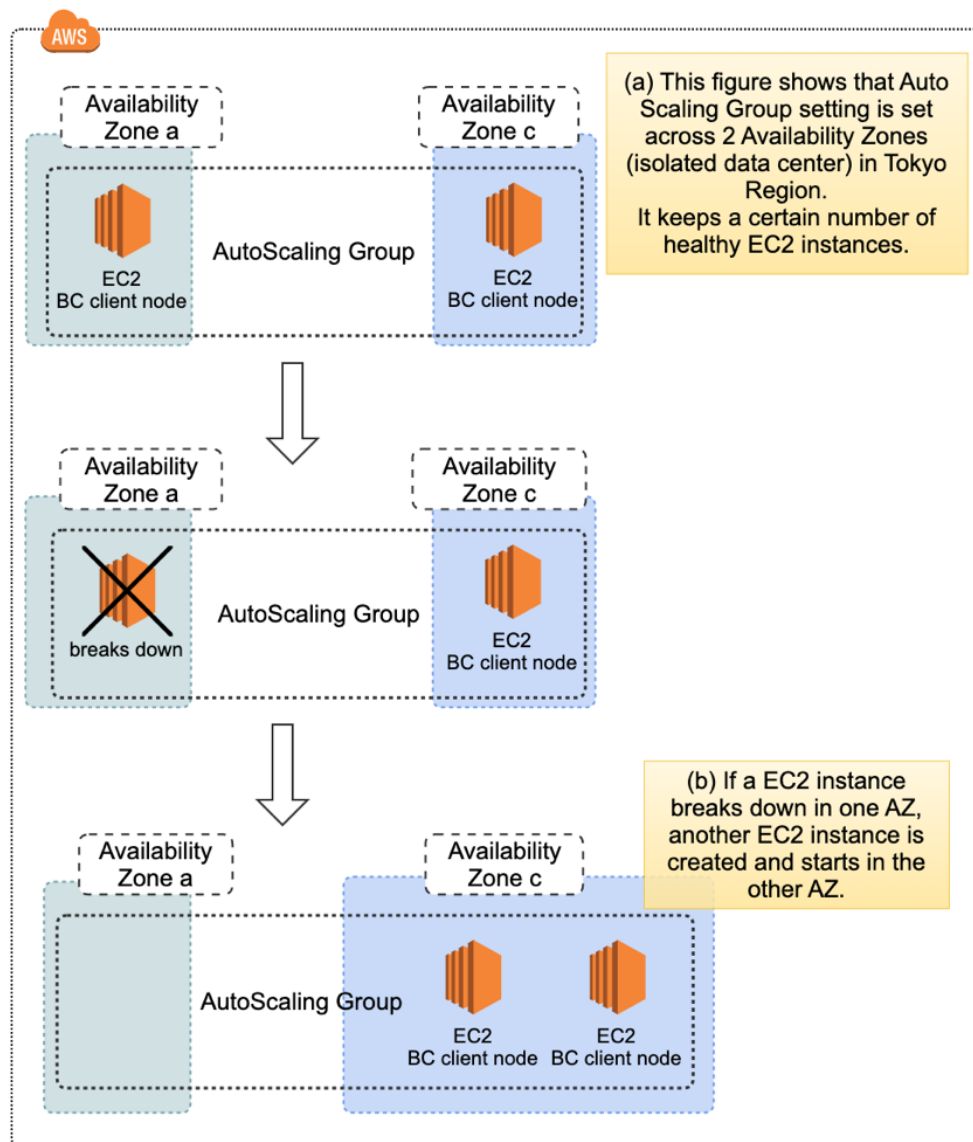 AWS
(a) This figure shows that Auto
Scaling Group setting is set
across 2 Availability Zones
(isolated data center) in Tokyo
Region.
It keeps a certain number of
healthy EC2 instances.
Availability
Zone a
Availability
Zone c
AutoScaling Group
EC2
BC client node
EC2
BC client node
Availability
Zone a
Availability
Zone c
AutoScaling Group
breaks down
EC2
BC client node
(b) If a EC2 instance
breaks down in one AZ,
another EC2 instance is
created and starts in the
other AZ.
Availability
Zone a
Availability
Zone c
AutoScaling Group
EC2
BC client node
EC2
BC client node